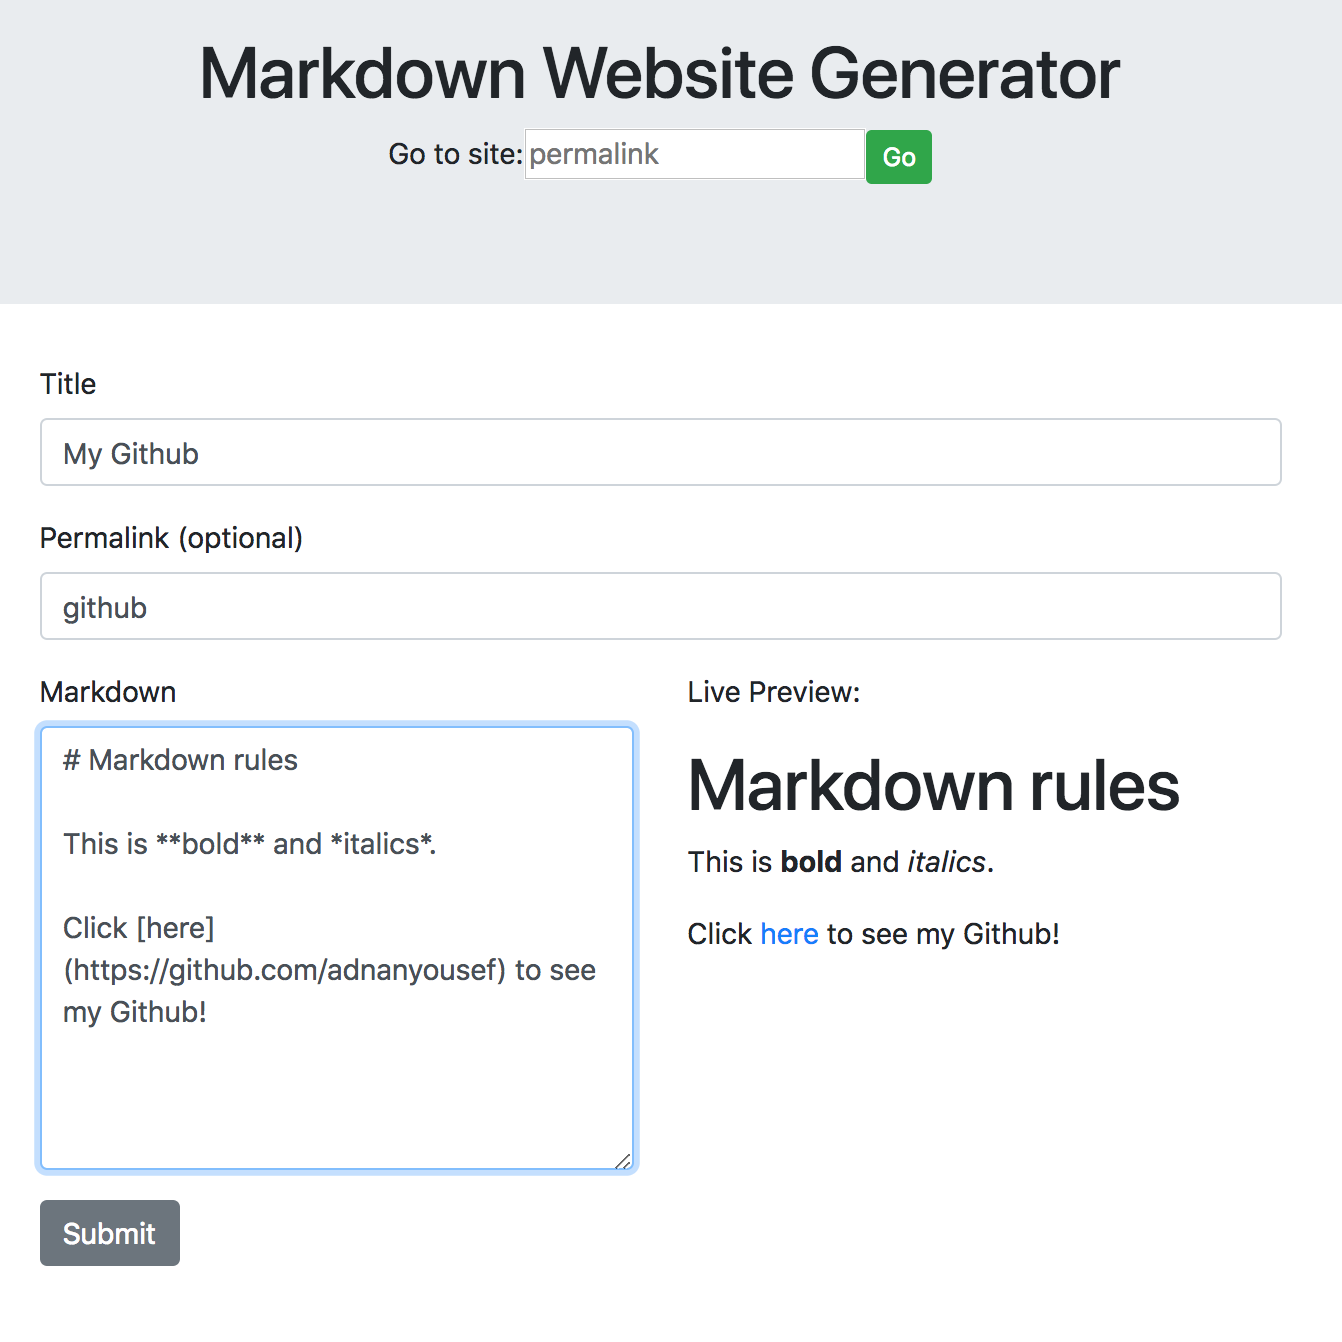 Markdown Website Generator
Go to site: permalink Go
Title
My Github
Permalink (optional)
github
Markdown
# Markdown rules
This is **bold** and *italics*.
Click [here]
(https://github.com/adnanyousef) to see
my Github!
Live Preview:
Markdown rules
This is bold and italics.
Click here to see my Github!
Submit